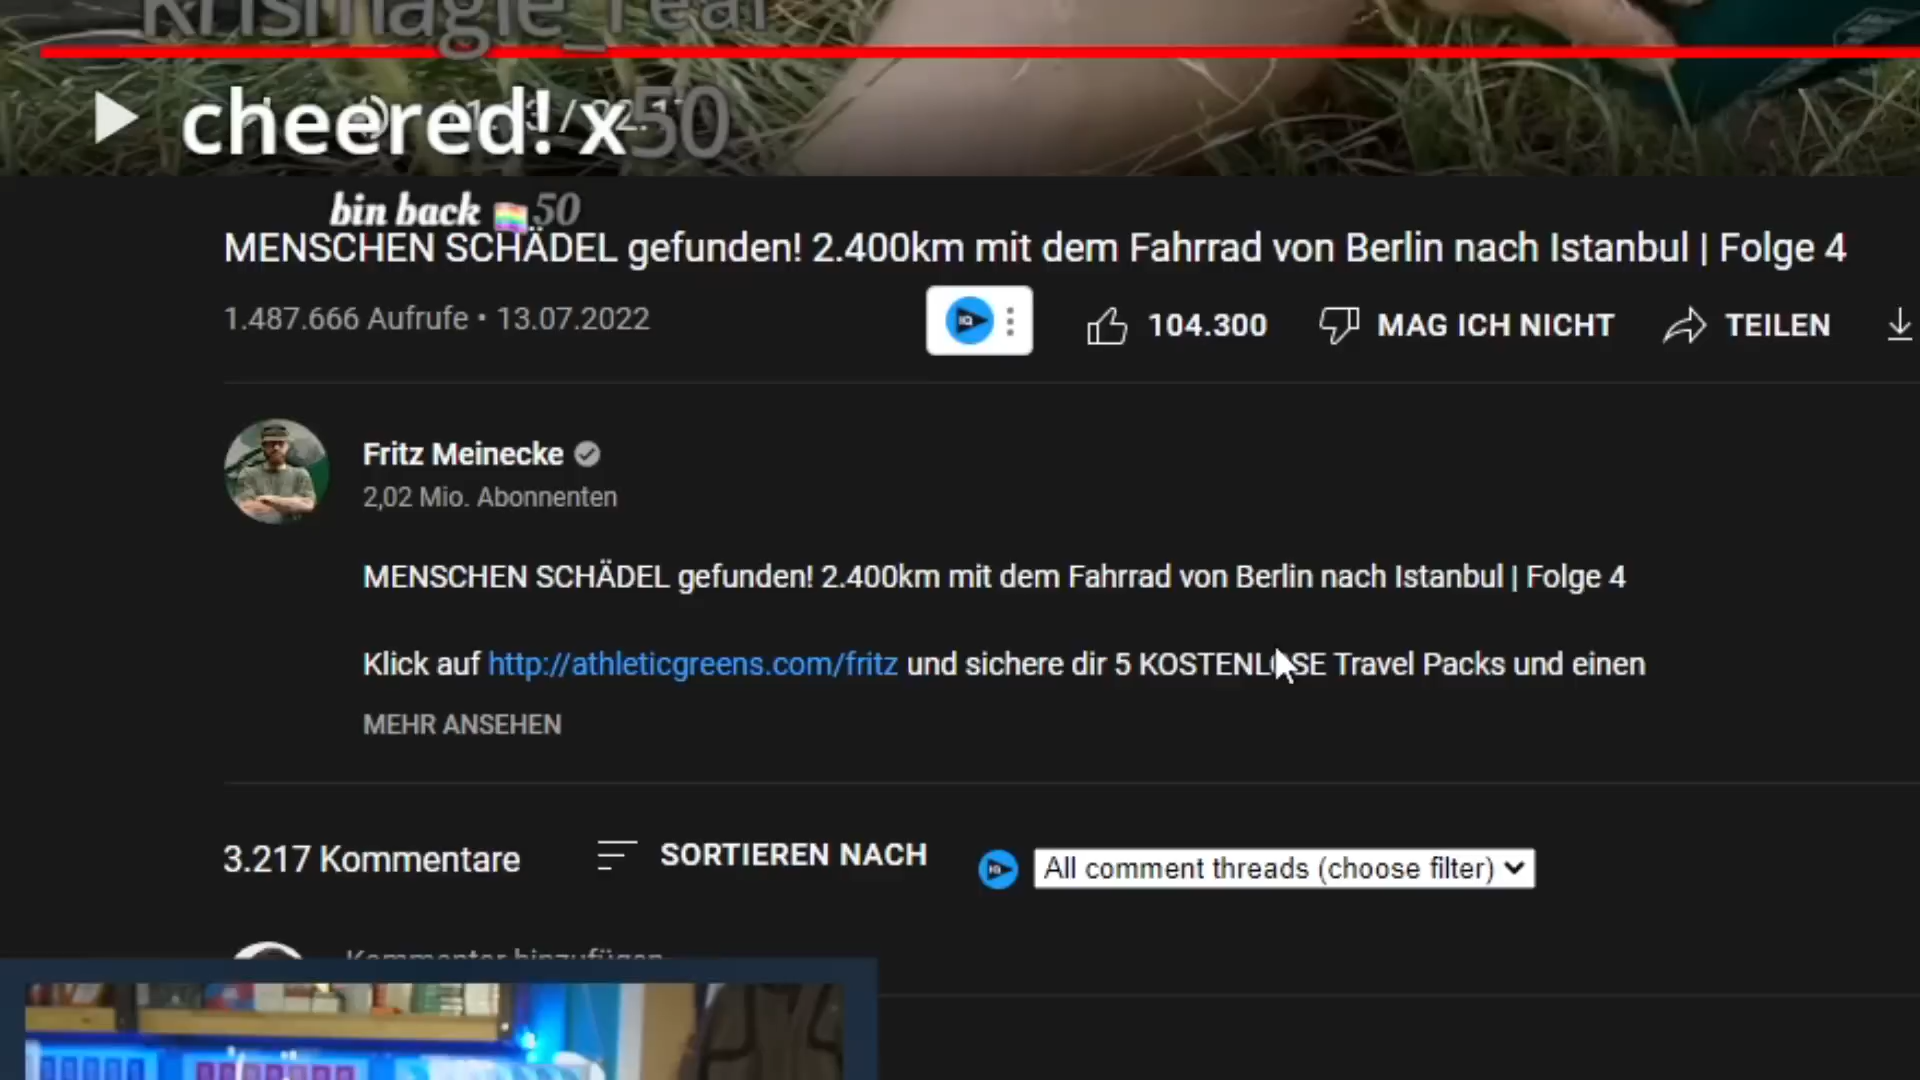 Krismagie_real
cheered! x50
bin back 50
MENSCHEN SCHÄDEL gefunden! 2.400km mit dem Fahrrad von Berlin nach Istanbul | Folge 4
1.487.666 Aufrufe • 13.07.2022
104.300
MAG ICH NICHT
TEILEN
Fritz Meinecke
2,02 Mio. Abonnenten
MENSCHEN SCHÄDEL gefunden! 2.400km mit dem Fahrrad von Berlin nach Istanbul | Folge 4
Klick auf http://athleticgreens.com/fritz und sichere dir 5 KOSTENLOSE Travel Packs und einen
MEHR ANSEHEN
3.217 Kommentare
SORTIEREN NACH
All comment threads (choose filter)
Kommentar hinzufügen